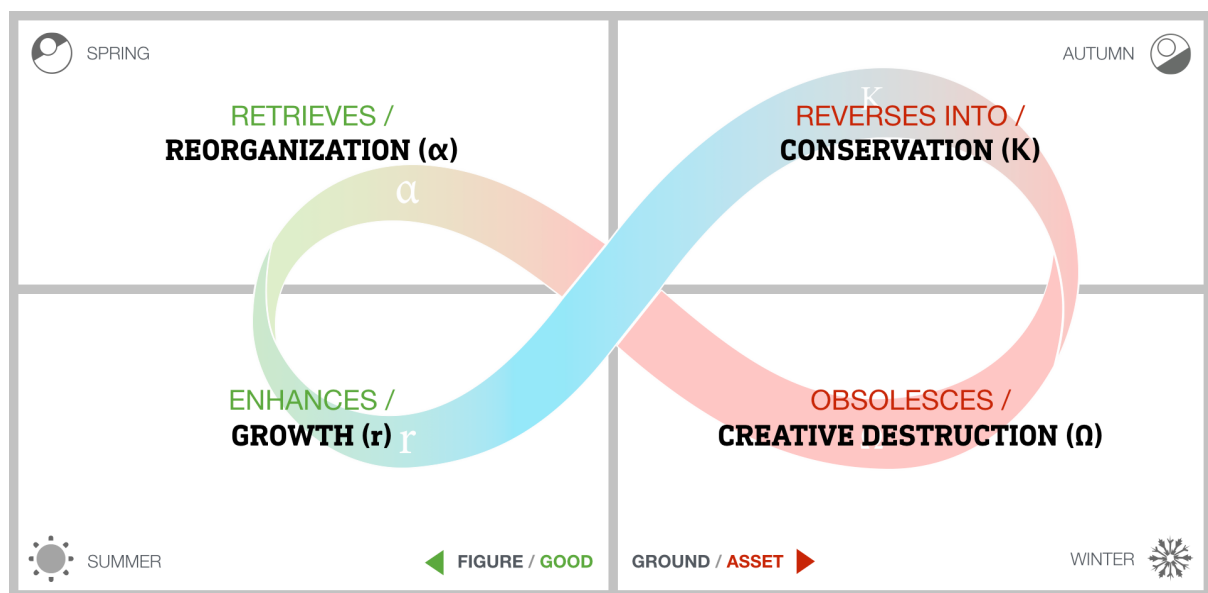 SPRING
RETRIEVES /
REORGANIZATION (α)
α
AUTUMN
K
REVERSES INTO /
CONSERVATION (K)
ENHANCES /
GROWTH (r)
r
SUMMER
FIGURE / GOOD
OBSOLESCES /
CREATIVE DESTRUCTION (Ω)
GROUND / ASSET
WINTER